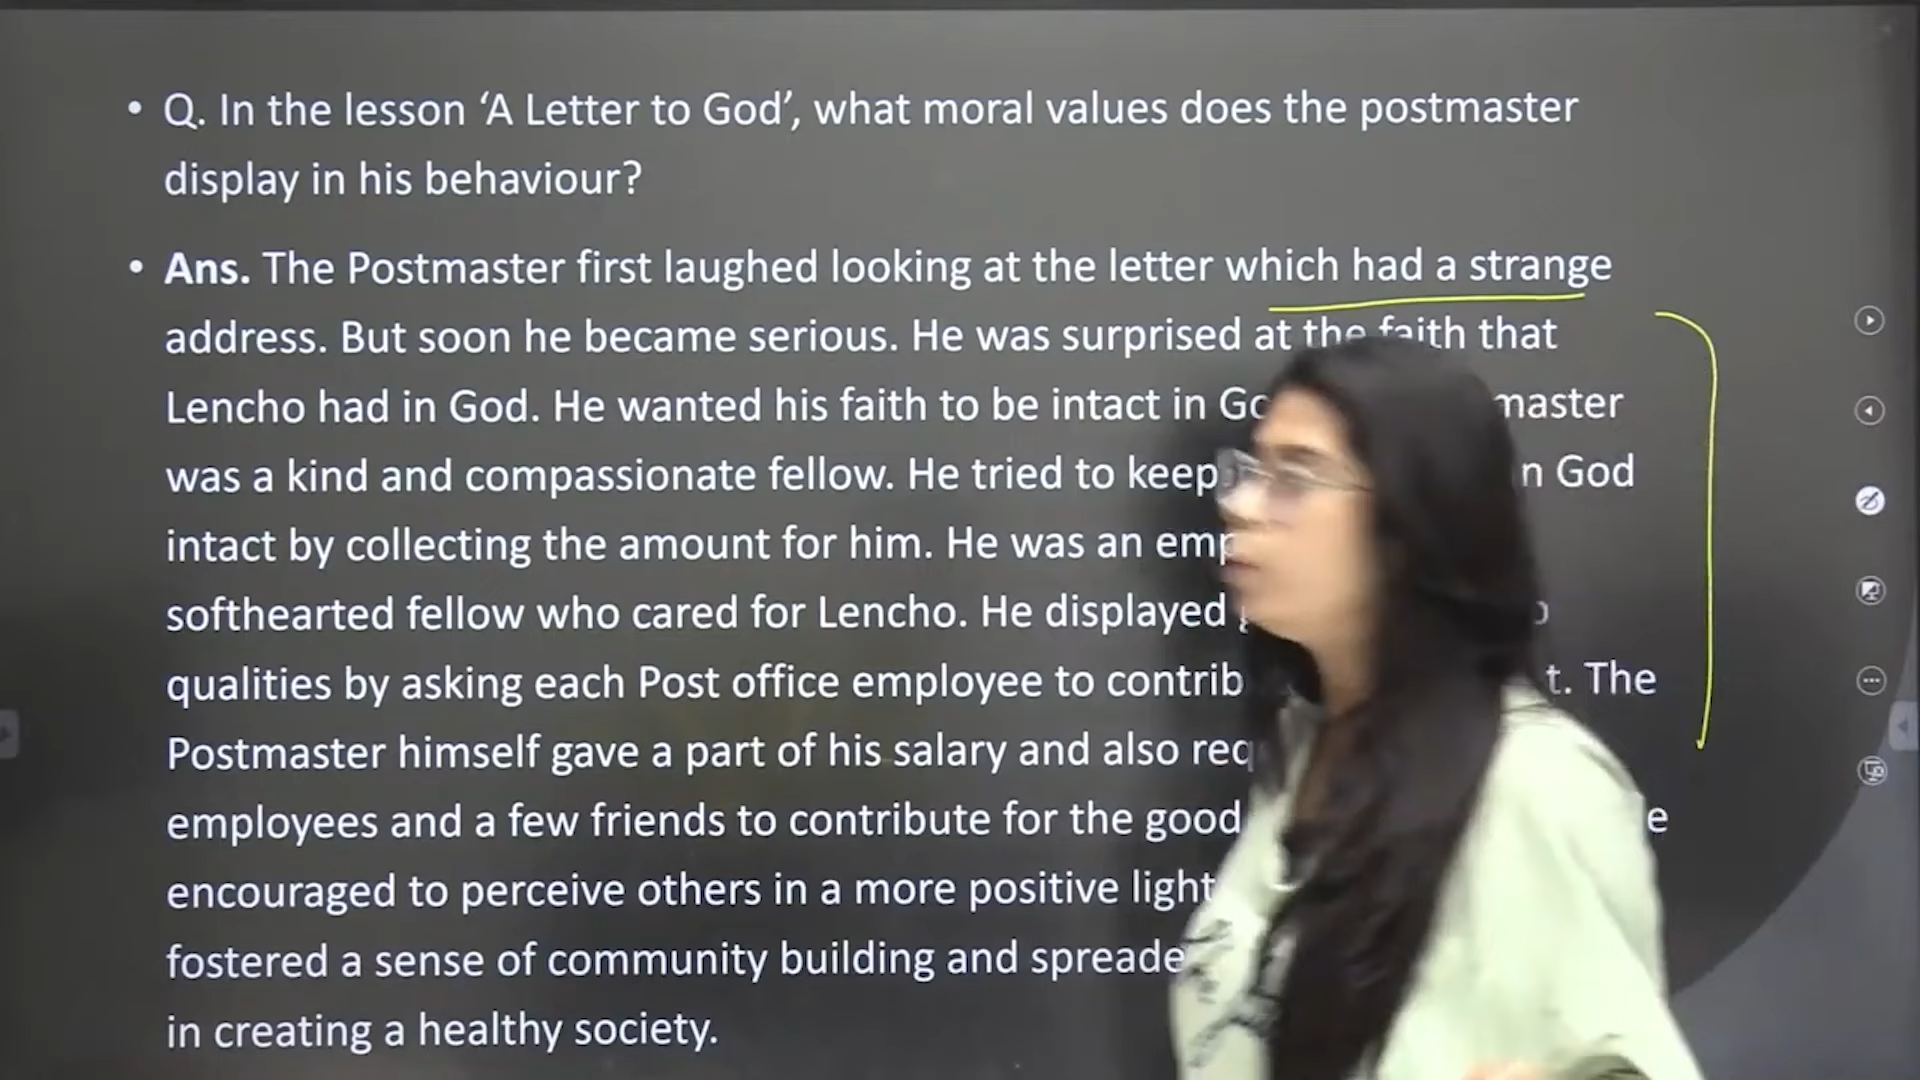 • Q. In the lesson ‘A Letter to God’, what moral values does the postmaster
display in his behaviour?
• Ans. The Postmaster first laughed looking at the letter which had a strange
address. But soon he became serious. He was surprised at the faith that
Lencho had in God. He wanted his faith to be intact in
was a kind and compassionate fellow. He tried to keep God
intact by collecting the amount for him. He was an
softhearted fellow who cared for Lencho. He displayed
qualities by asking each Post office employee to The
Postmaster himself gave a part of his salary and also
employees and a few friends to contribute for the good
encouraged to perceive others in a more positive light
fostered a sense of community building and
in creating a healthy society.